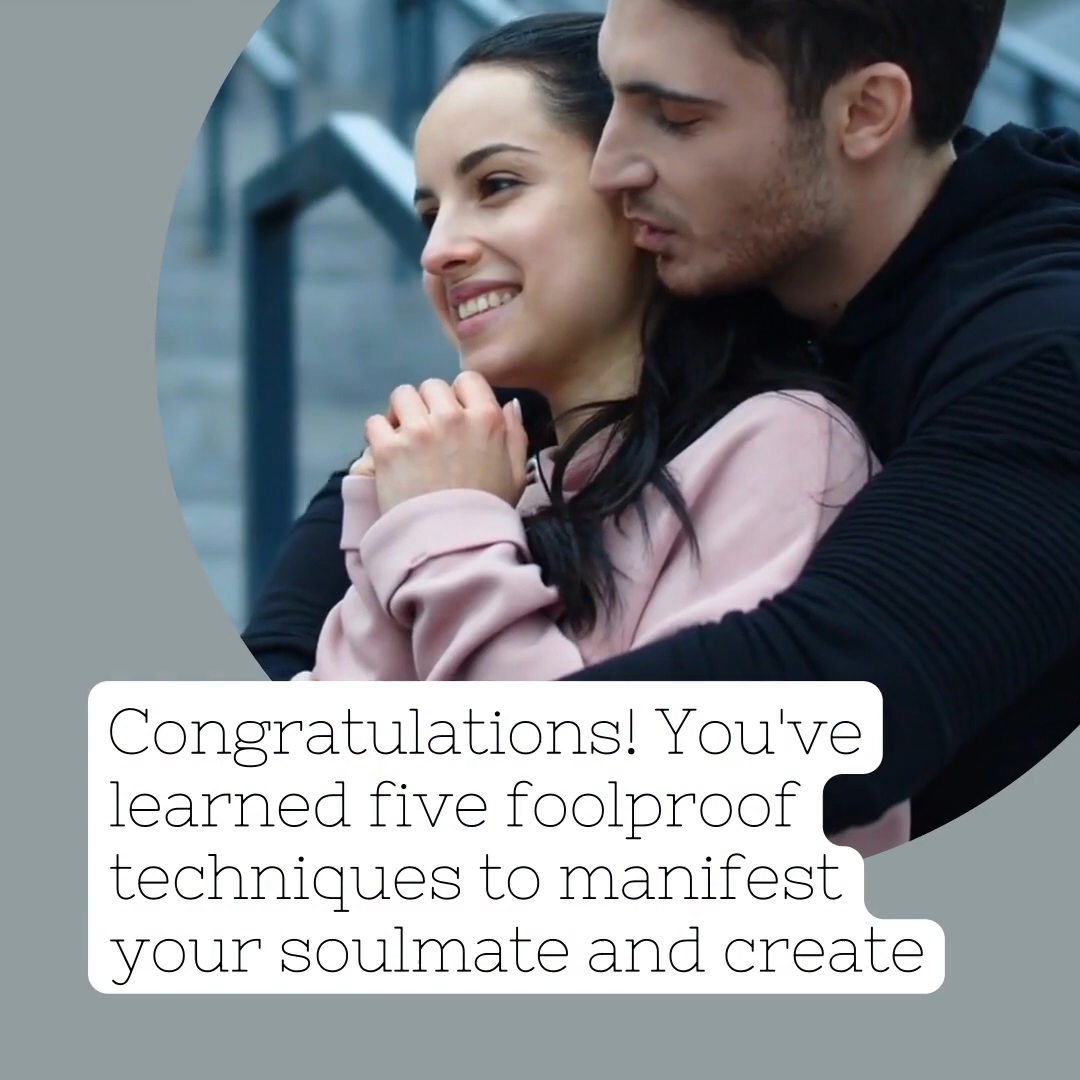 Congratulations! You've
learned five foolproof
techniques to manifest
your soulmate and create